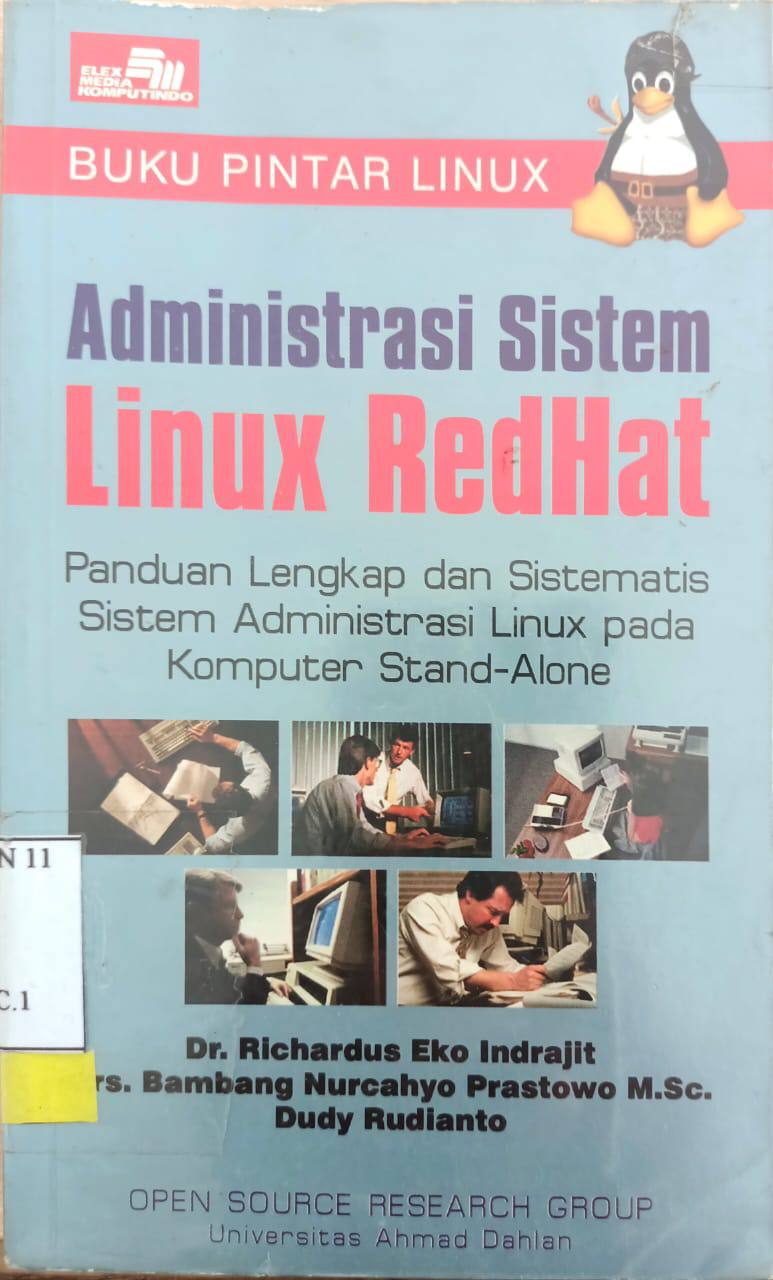 ELEX
MEDIA
KOMPUTINDO
BUKU PINTAR LINUX
Administrasi Sistem
Linux RedHat
Panduan Lengkap dan Sistematis
Sistem Administrasi Linux pada
Komputer Stand-Alone
N 11
C.1
Dr. Richardus Eko Indrajit
rs. Bambang Nurcahyo Prastowo M.Sc.
Dudy Rudianto
OPEN SOURCE RESEARCH GROUP
Universitas Ahmad Dahlan